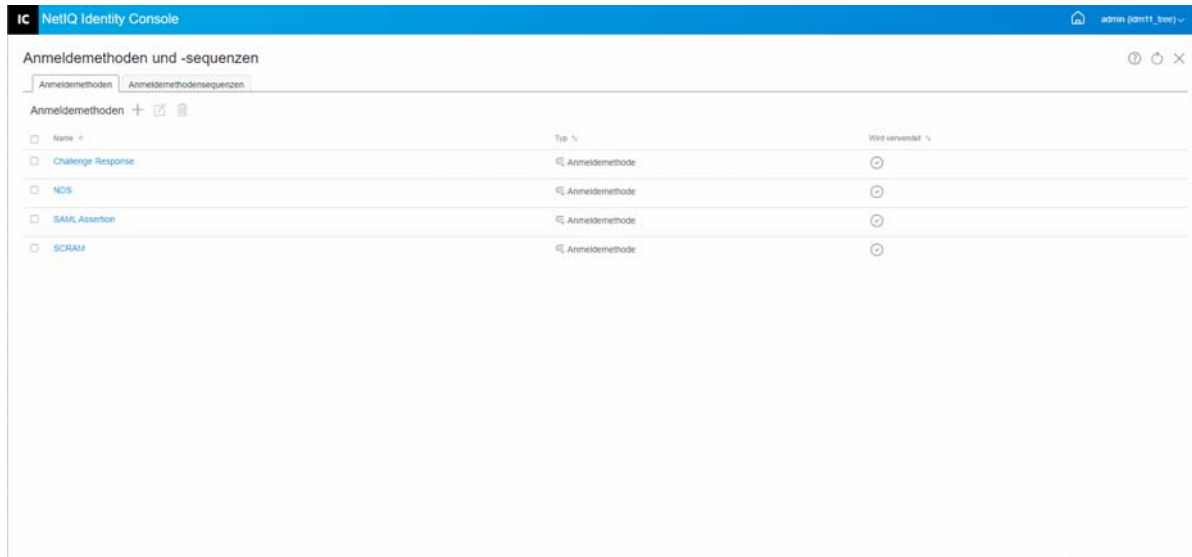 IC NetIQ Identity Console admin (idm11_tree)
Anmeldemethoden und -sequenzen
Anmeldemethoden Anmeldemethodensequenzen
Anmeldemethoden
Name Typ Wird verwendet
Challenge Response Anmeldemethode
NDS Anmeldemethode
SAML Assertion Anmeldemethode
SCRAM Anmeldemethode